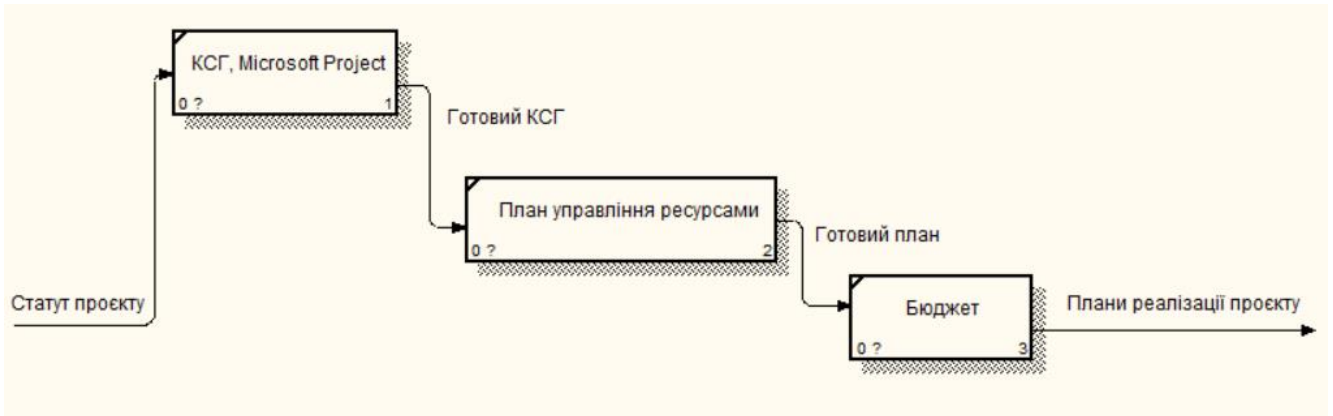 КСГ, Microsoft Project
0 ?
1
Готовий КСГ
План управління ресурсами
0 ?
2
Готовий план
Статут проєкту
Бюджет
0 ?
3
Плани реалізації проєкту